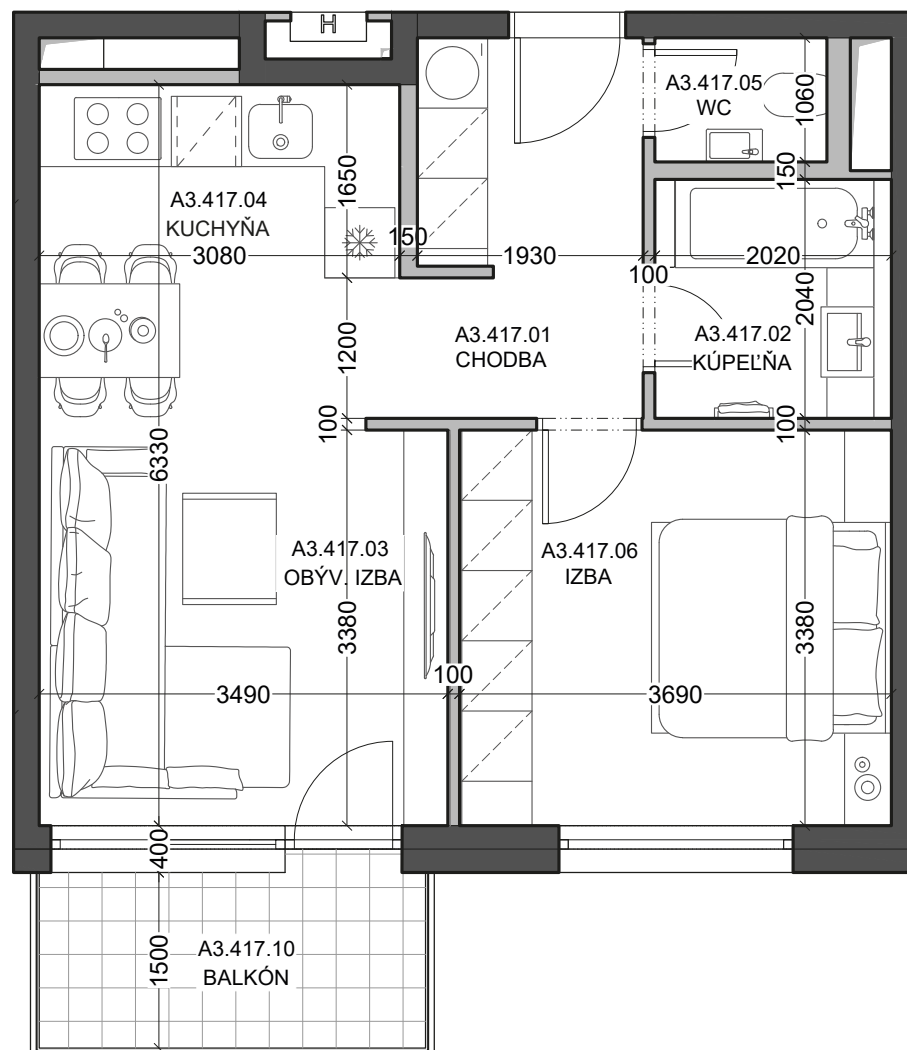 H
A3.417.05
WC
1060
A3.417.04
KUCHYŇA
1650
150
3080
150
1930
100
2020
2040
A3.417.01
CHODBA
A3.417.02
KÚPEĽŇA
1200
100
100
6330
A3.417.03
OBÝV. IZBA
A3.417.06
IZBA
3380
3380
3490
100
3690
400
A3.417.10
BALKÓN
1500